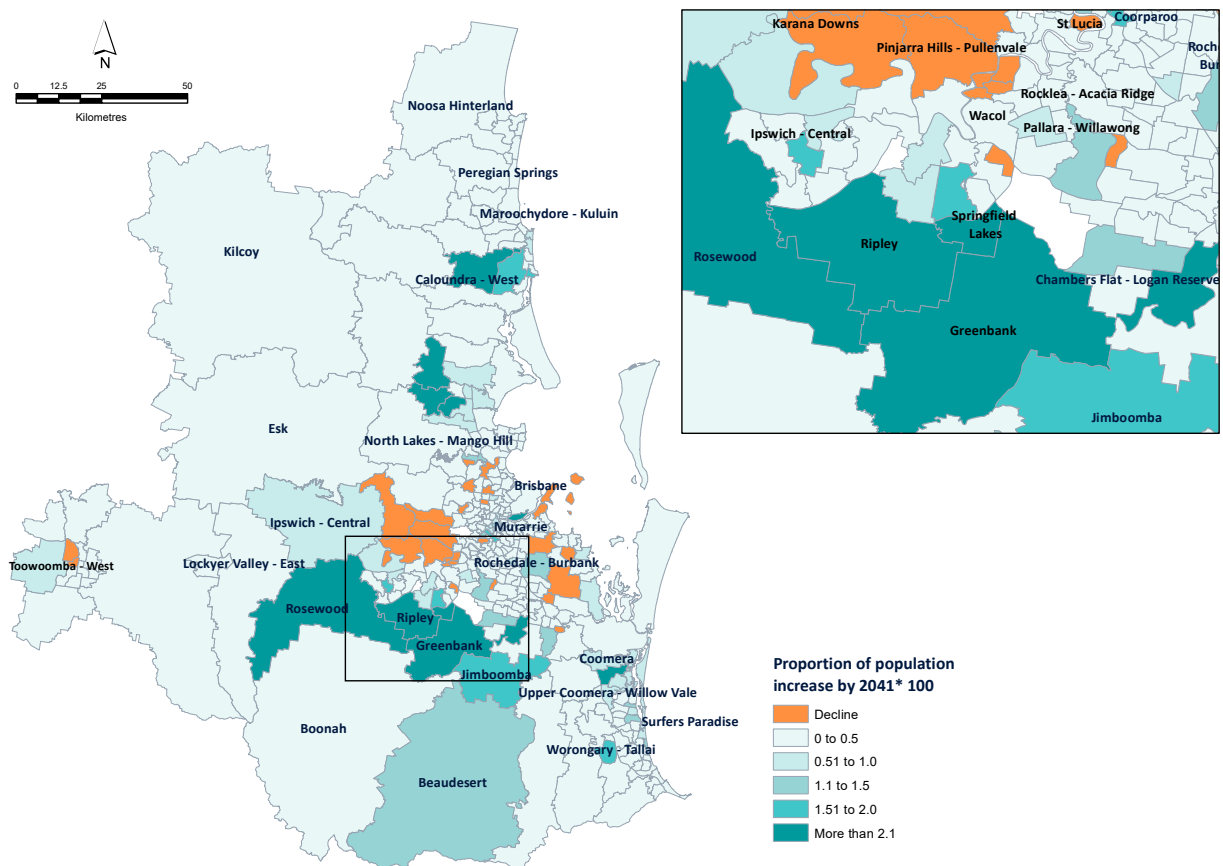 N
0 12.5 25 50
Kilometres
Noosa Hinterland
Peregian Springs
Maroochydore - Kuluin
Kilcoy
Caloundra - West
Esk
North Lakes - Mango Hill
Brisbane
Ipswich - Central
Murarrie
Toowoomba - West
Lockyer Valley - East
Rochedale - Burbank
Rosewood
Ripley
Greenbank
Coomera
Jimboomba
Upper Coomera - Willow Vale
Boonah
Surfers Paradise
Worongary - Tallai
Beaudesert
Karana Downs
St Lucia
Coorparoo
Pinjarra Hills - Pullenvale
Roche
Bur
Rocklea - Acacia Ridge
Wacol
Ipswich - Central
Pallara - Willawong
Springfield
Lakes
Ripley
Rosewood
Chambers Flat - Logan Reserve
Greenbank
Jimboomba
Proportion of population
increase by 2041* 100
Decline
0 to 0.5
0.51 to 1.0
1.1 to 1.5
1.51 to 2.0
More than 2.1